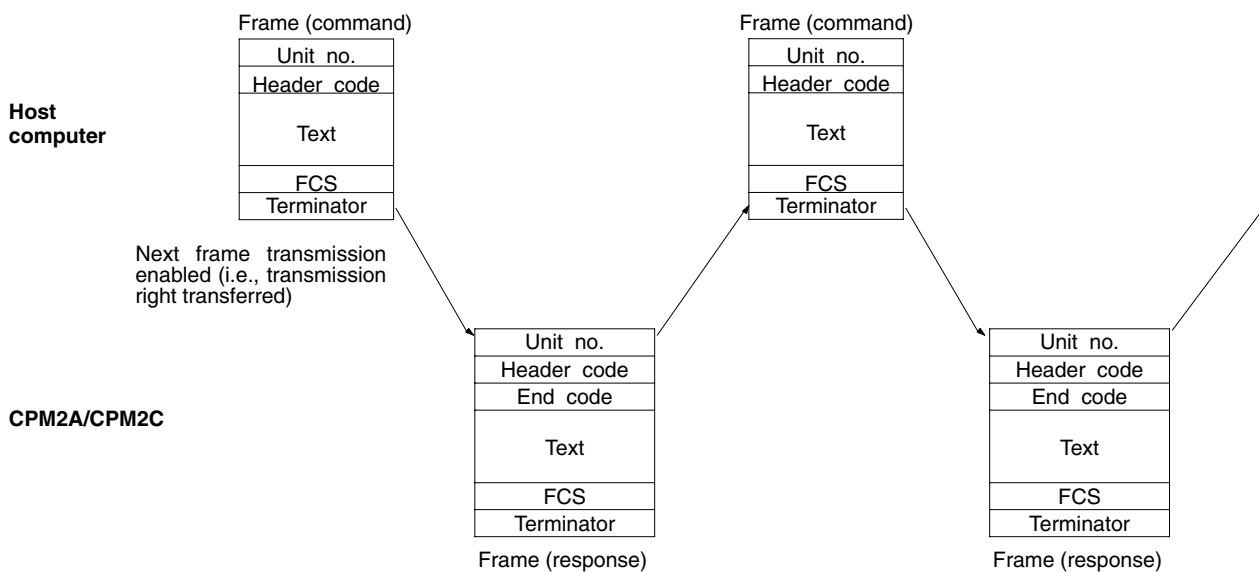 Frame (command)
Unit no.
Header code
Text
FCS
Terminator
Frame (command)
Unit no.
Header code
Text
FCS
Terminator
Host
computer
Next frame transmission
enabled (i.e., transmission
right transferred)
CPM2A/CPM2C
Unit no.
Header code
End code
Text
FCS
Terminator
Frame (response)
Unit no.
Header code
End code
Text
FCS
Terminator
Frame (response)